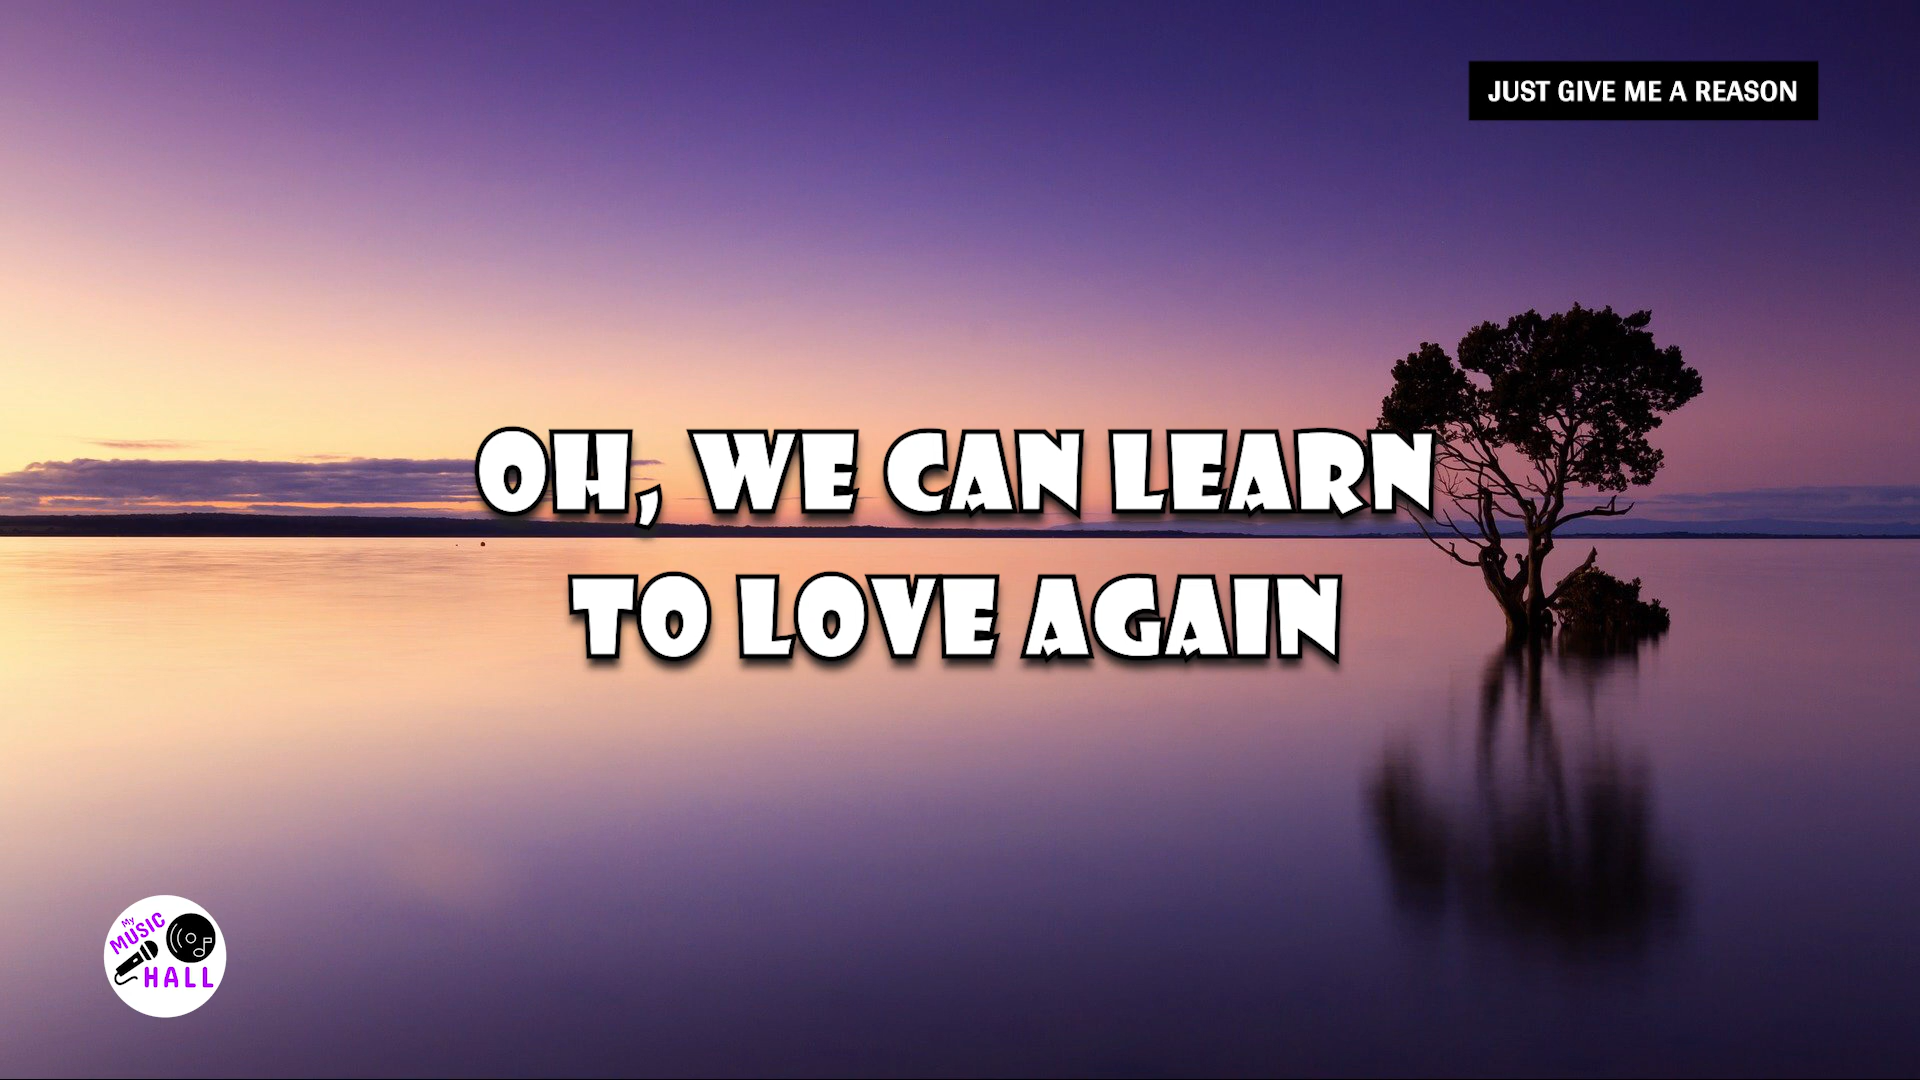 JUST GIVE ME A REASON
OH, WE CAN LEARN
TO LOVE AGAIN
My
MUSIC
HALL